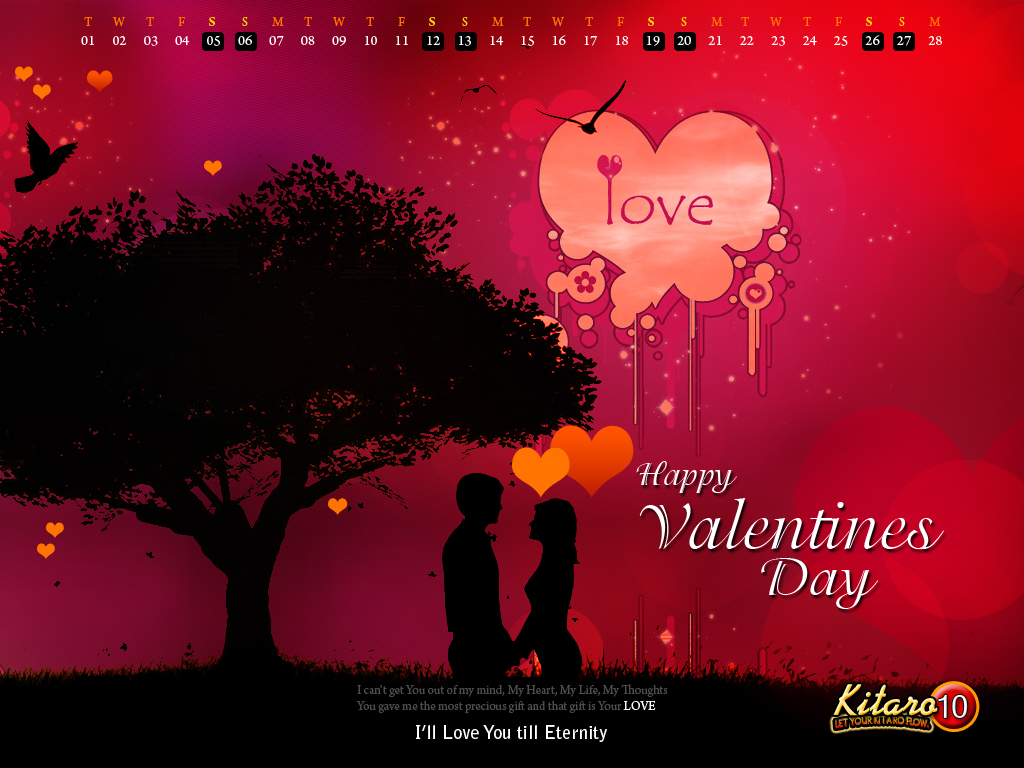 T W T F S S M T W T F S S M T W T F S S M T W T F S S M
01 02 03 04 05 06 07 08 09 10 11 12 13 14 15 16 17 18 19 20 21 22 23 24 25 26 27 28
love
Happy
Valentines
Day
I can't get You out of my mind, My Heart, My Life, My Thoughts
You gave me the most precious gift and that gift is Your LOVE
I'll Love You till Eternity
Kitaro10
LET YOUR KITARO FLOW.